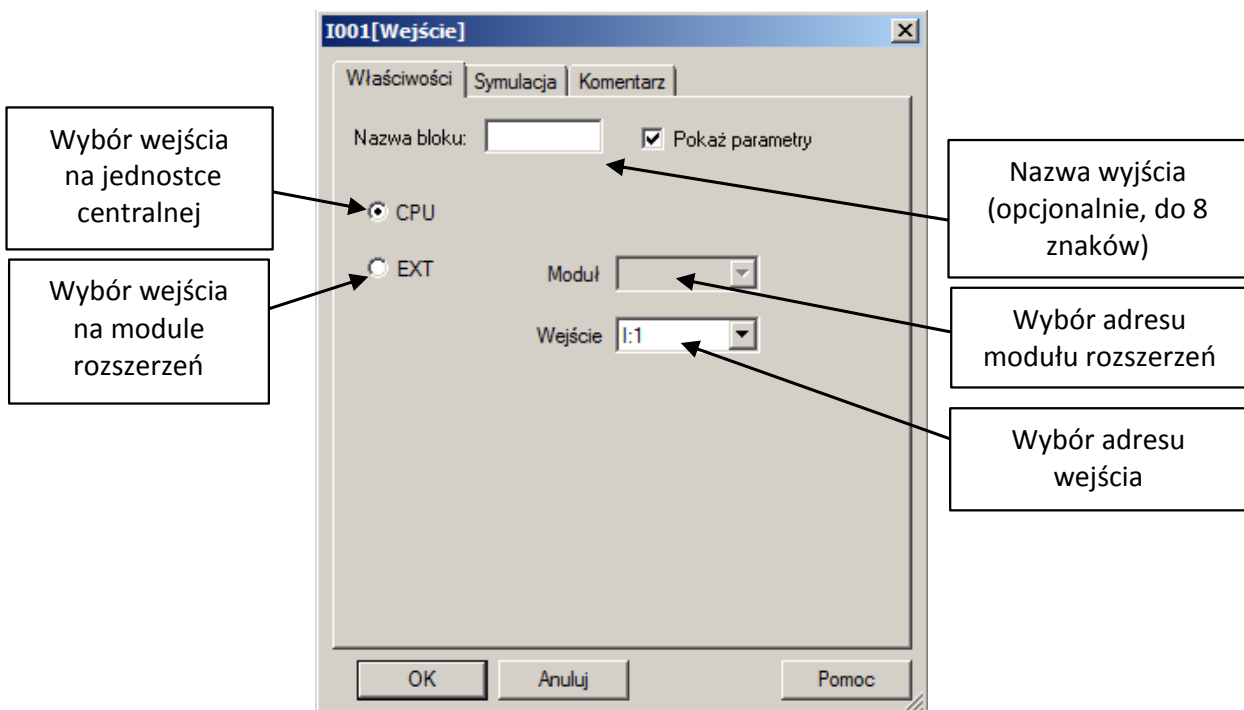 I001[Wejście]
Właściwości
Symulacja
Komentarz
Nazwa bloku:
Pokaż parametry
CPU
EXT
Moduł
Wejście
I:1
OK
Anuluj
Pomoc
Wybór wejścia
na jednostce
centralnej
Wybór wejścia
na module
rozszerzeń
Nazwa wyjścia
(opcjonalnie, do 8
znaków)
Wybór adresu
modułu rozszerzeń
Wybór adresu
wejścia